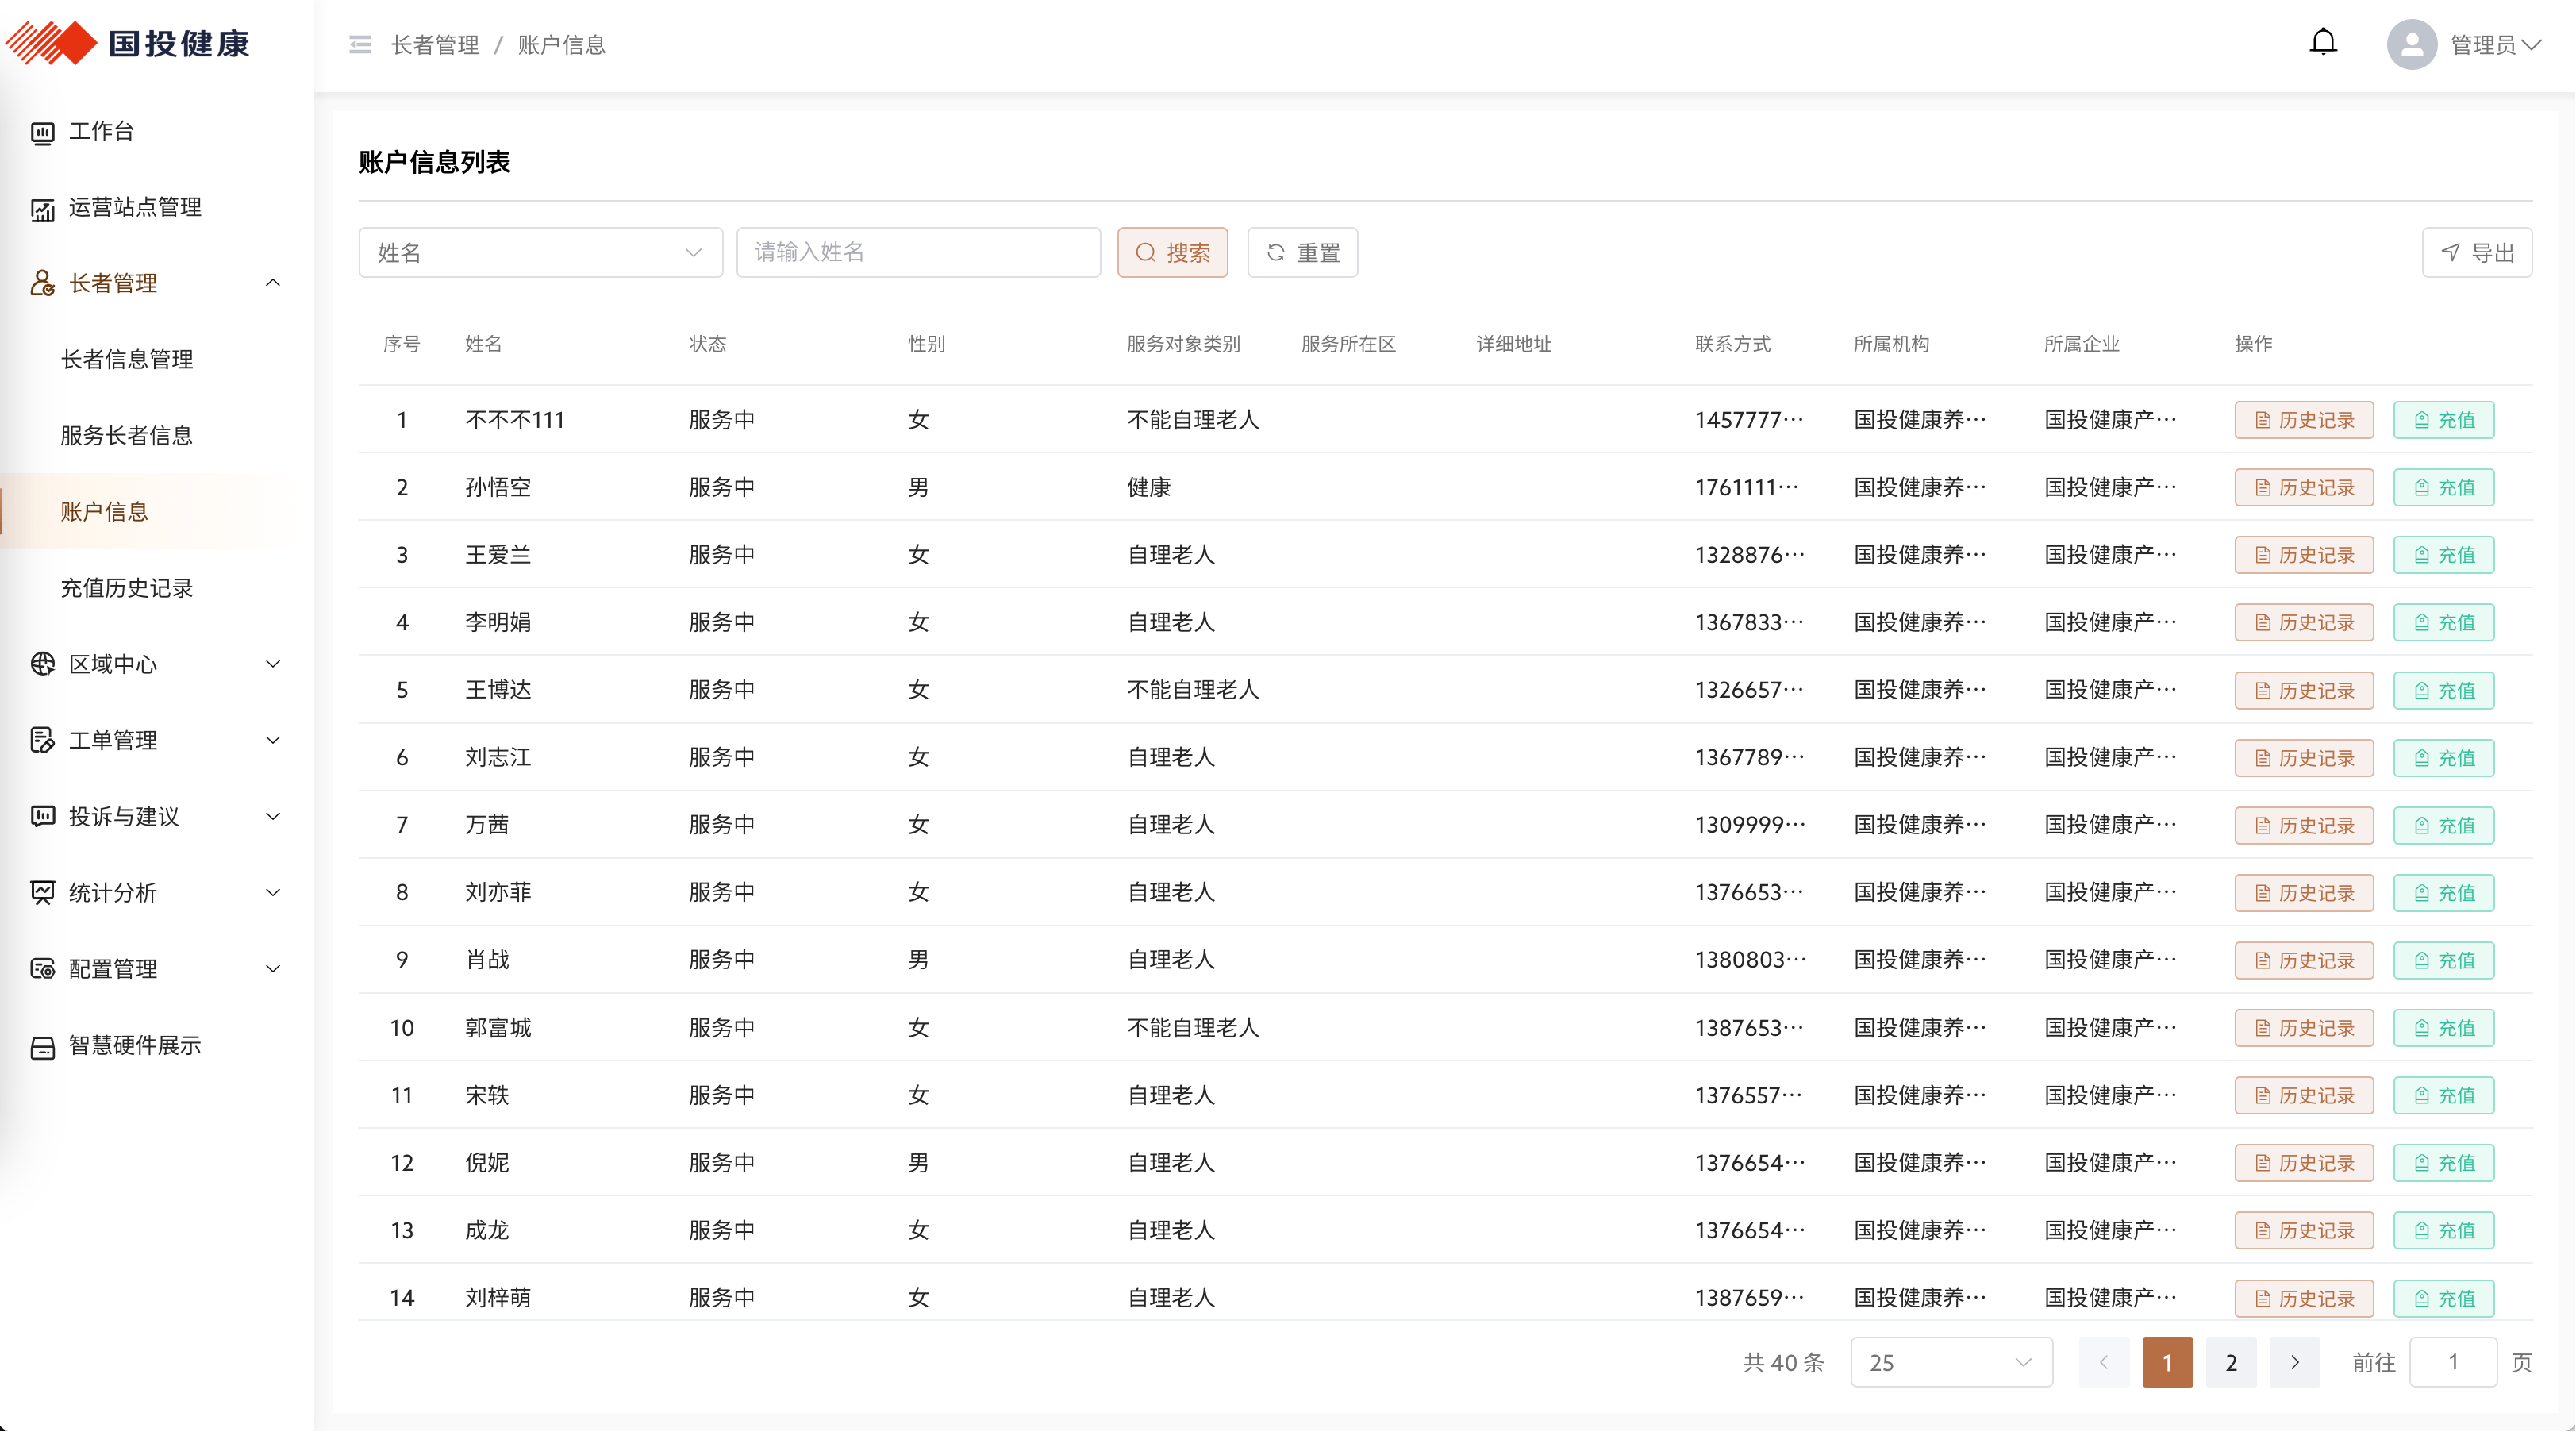 国投健康
长者管理 / 账户信息
管理员
工作台
运营站点管理
长者管理
长者信息管理
服务长者信息
账户信息
充值历史记录
区域中心
工单管理
投诉与建议
统计分析
配置管理
智慧硬件展示
账户信息列表
姓名 请输入姓名 搜索 重置 导出
序号 姓名 状态 性别 服务对象类别 服务所在区 详细地址 联系方式 所属机构 所属企业 操作
1 不不不111 服务中 女 不能自理老人 1457777… 国投健康养… 国投健康产… 历史记录 充值
2 孙悟空 服务中 男 健康 1761111… 国投健康养… 国投健康产… 历史记录 充值
3 王爱兰 服务中 女 自理老人 1328876… 国投健康养… 国投健康产… 历史记录 充值
4 李明娟 服务中 女 自理老人 1367833… 国投健康养… 国投健康产… 历史记录 充值
5 王博达 服务中 女 不能自理老人 1326657… 国投健康养… 国投健康产… 历史记录 充值
6 刘志江 服务中 女 自理老人 1367789… 国投健康养… 国投健康产… 历史记录 充值
7 万茜 服务中 女 自理老人 1309999… 国投健康养… 国投健康产… 历史记录 充值
8 刘亦菲 服务中 女 自理老人 1376653… 国投健康养… 国投健康产… 历史记录 充值
9 肖战 服务中 男 自理老人 1380803… 国投健康养… 国投健康产… 历史记录 充值
10 郭富城 服务中 女 不能自理老人 1387653… 国投健康养… 国投健康产… 历史记录 充值
11 宋轶 服务中 女 自理老人 1376557… 国投健康养… 国投健康产… 历史记录 充值
12 倪妮 服务中 男 自理老人 1376654… 国投健康养… 国投健康产… 历史记录 充值
13 成龙 服务中 女 自理老人 1376654… 国投健康养… 国投健康产… 历史记录 充值
14 刘梓萌 服务中 女 自理老人 1387659… 国投健康养… 国投健康产… 历史记录 充值
共 40 条 25 1 2 前往 1 页